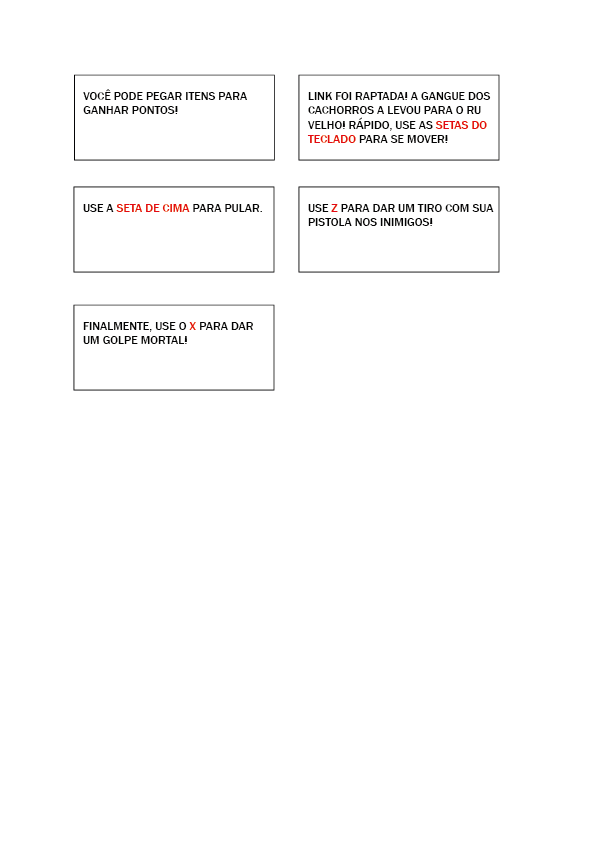 VOCÊ PODE PEGAR ITENS PARA
GANHAR PONTOS!
LINK FOI RAPTADA! A GANGUE DOS
CACHORROS A LEVOU PARA O RU
VELHO! RÁPIDO, USE AS SETAS DO
TECLADO PARA SE MOVER!
USE A SETA DE CIMA PARA PULAR.
USE Z PARA DAR UM TIRO COM SUA
PISTOLA NOS INIMIGOS!
FINALMENTE, USE O X PARA DAR
UM GOLPE MORTAL!